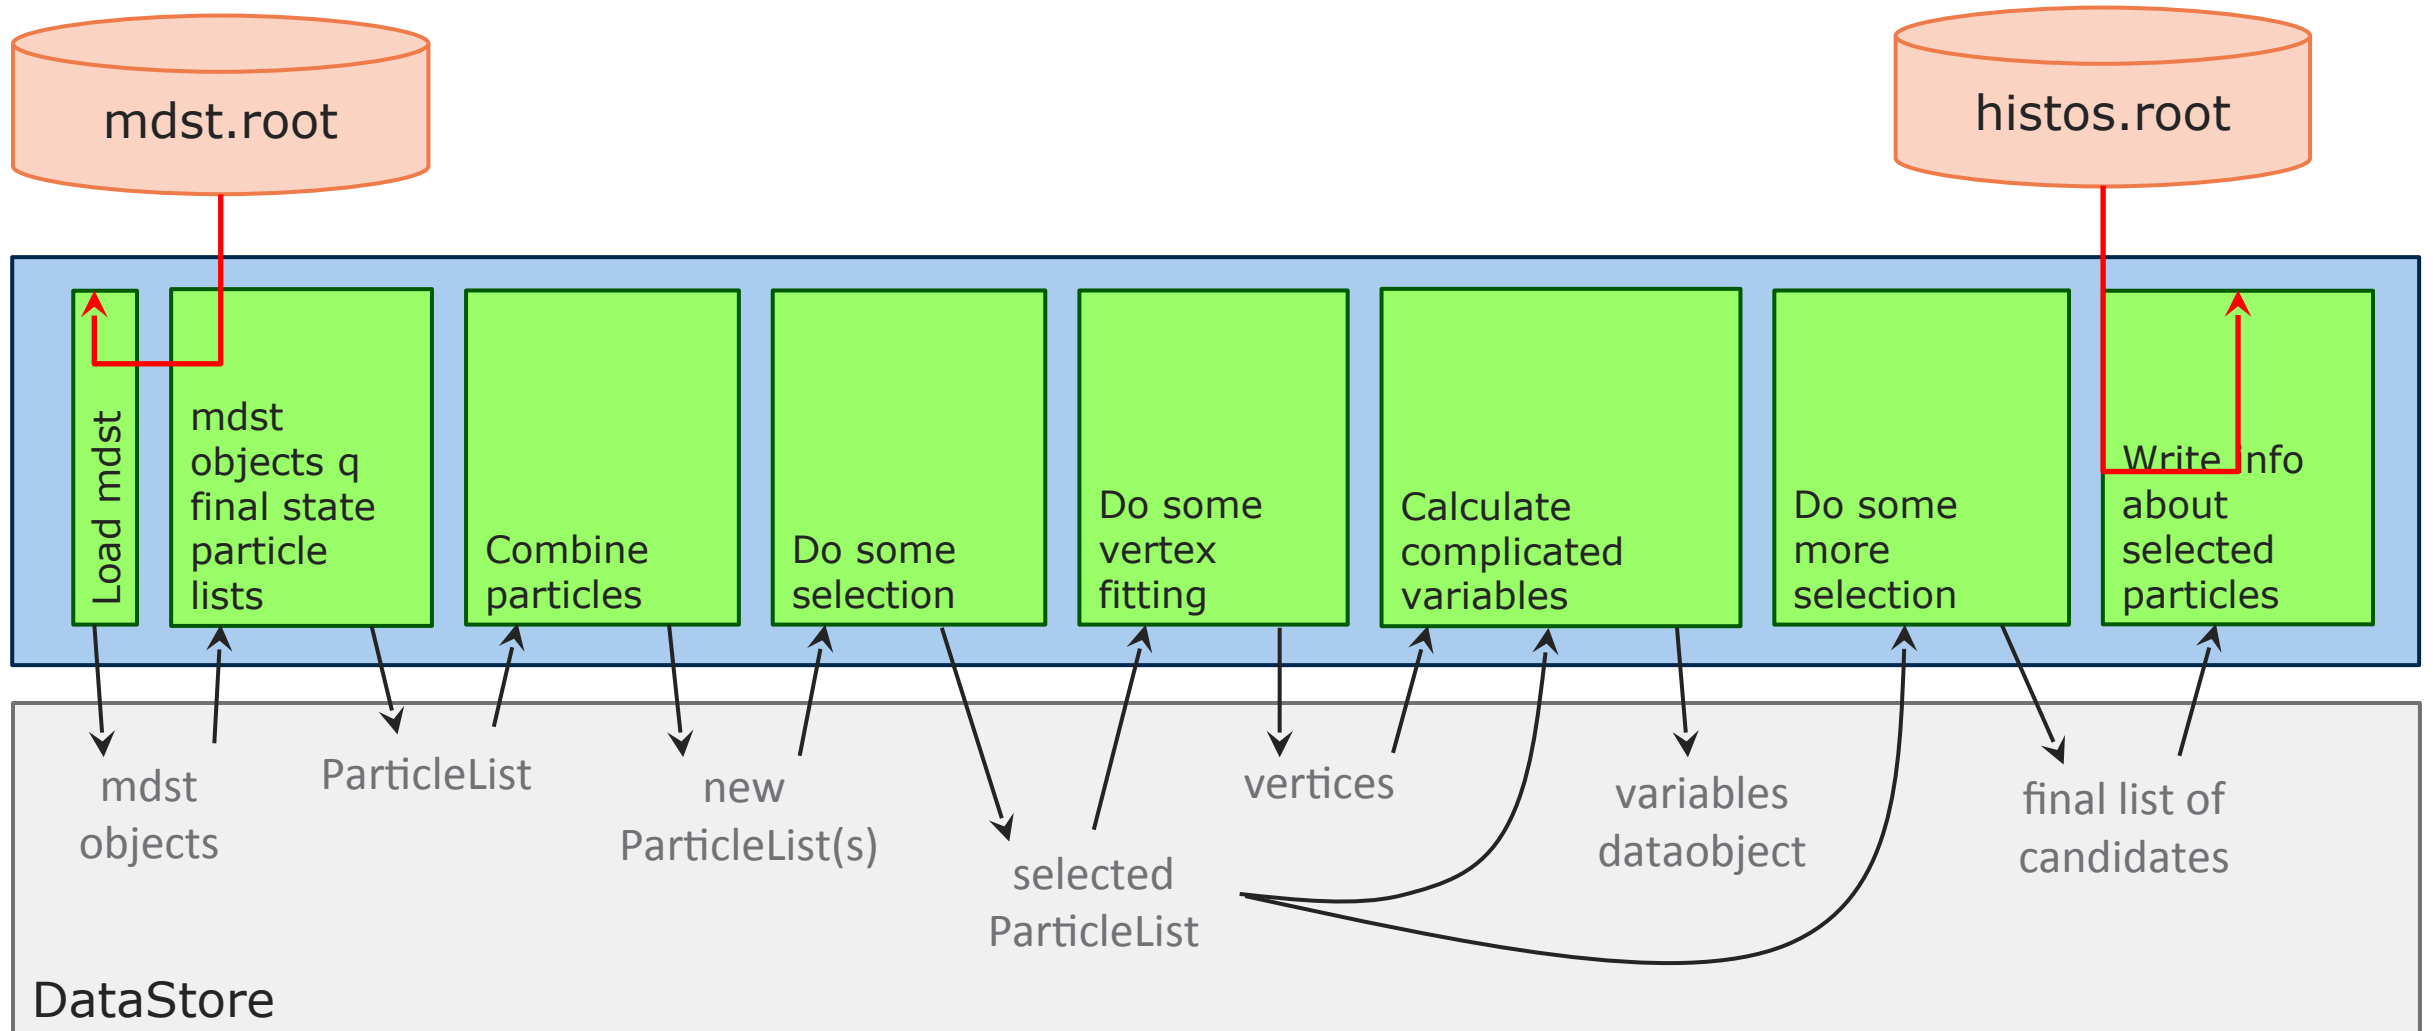 mdst.root
histos.root
Load mdst
mdst
objects q
final state
particle
lists
Combine
particles
Do some
selection
Do some
vertex
fitting
Calculate
complicated
variables
Do some
more
selection
Write info
about
selected
particles
mdst
objects
ParticleList
new
ParticleList(s)
selected
ParticleList
vertices
variables
dataobject
final list of
candidates
DataStore